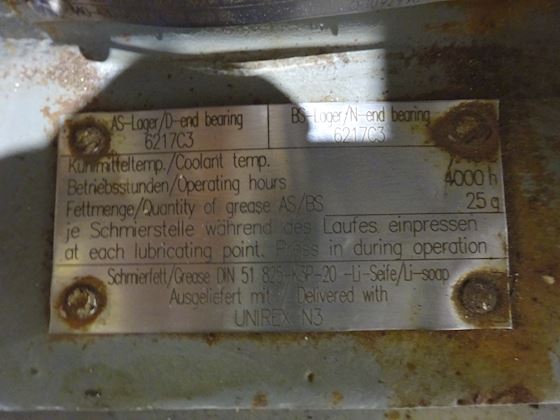 AS-Lager/D-end bearing
6217C3
BS-Lager/N-end bearing
6217C3
Kühlmitteltemp./Coolant temp.
Betriebsstunden/Operating hours 4000 h
Fettmenge/Quantity of grease AS/BS 25 g
je Schmierstelle während des Laufes einpressen
at each lubricating point. Press in during operation
Schmierfett/Grease DIN 51 825-K3P-20 -Li-Seife/Li-soap
Ausgeliefert mit / Delivered with
UNIREX N3